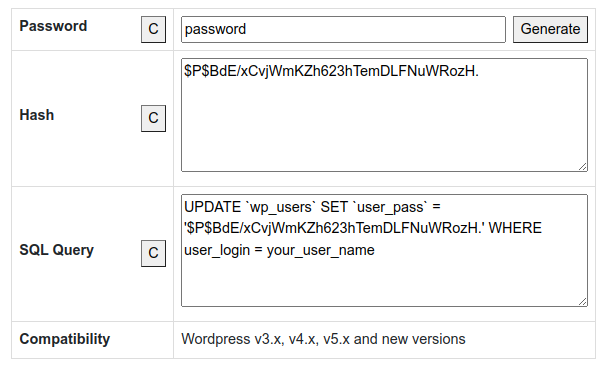 Password
C
password
Generate
Hash
C
$P$BdE/xCvjWmKZh623hTemDLFNuWRozH.
SQL Query
C
UPDATE `wp_users` SET `user_pass` =
'$P$BdE/xCvjWmKZh623hTemDLFNuWRozH.' WHERE
user_login = your_user_name
Compatibility
Wordpress v3.x, v4.x, v5.x and new versions